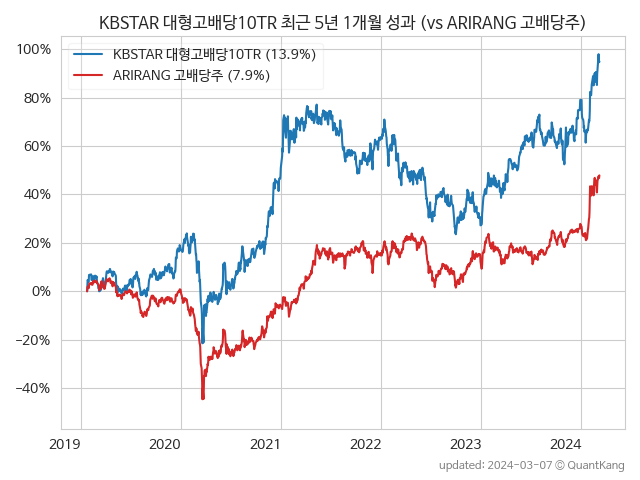 KBSTAR 대형고배당10TR 최근 5년 1개월 성과 (vs ARIRANG 고배당주)
KBSTAR 대형고배당10TR (13.9%)
ARIRANG 고배당주 (7.9%)
100%
80%
60%
40%
20%
0%
−20%
−40%
2019 2020 2021 2022 2023 2024
updated: 2024-03-07 © QuantKang